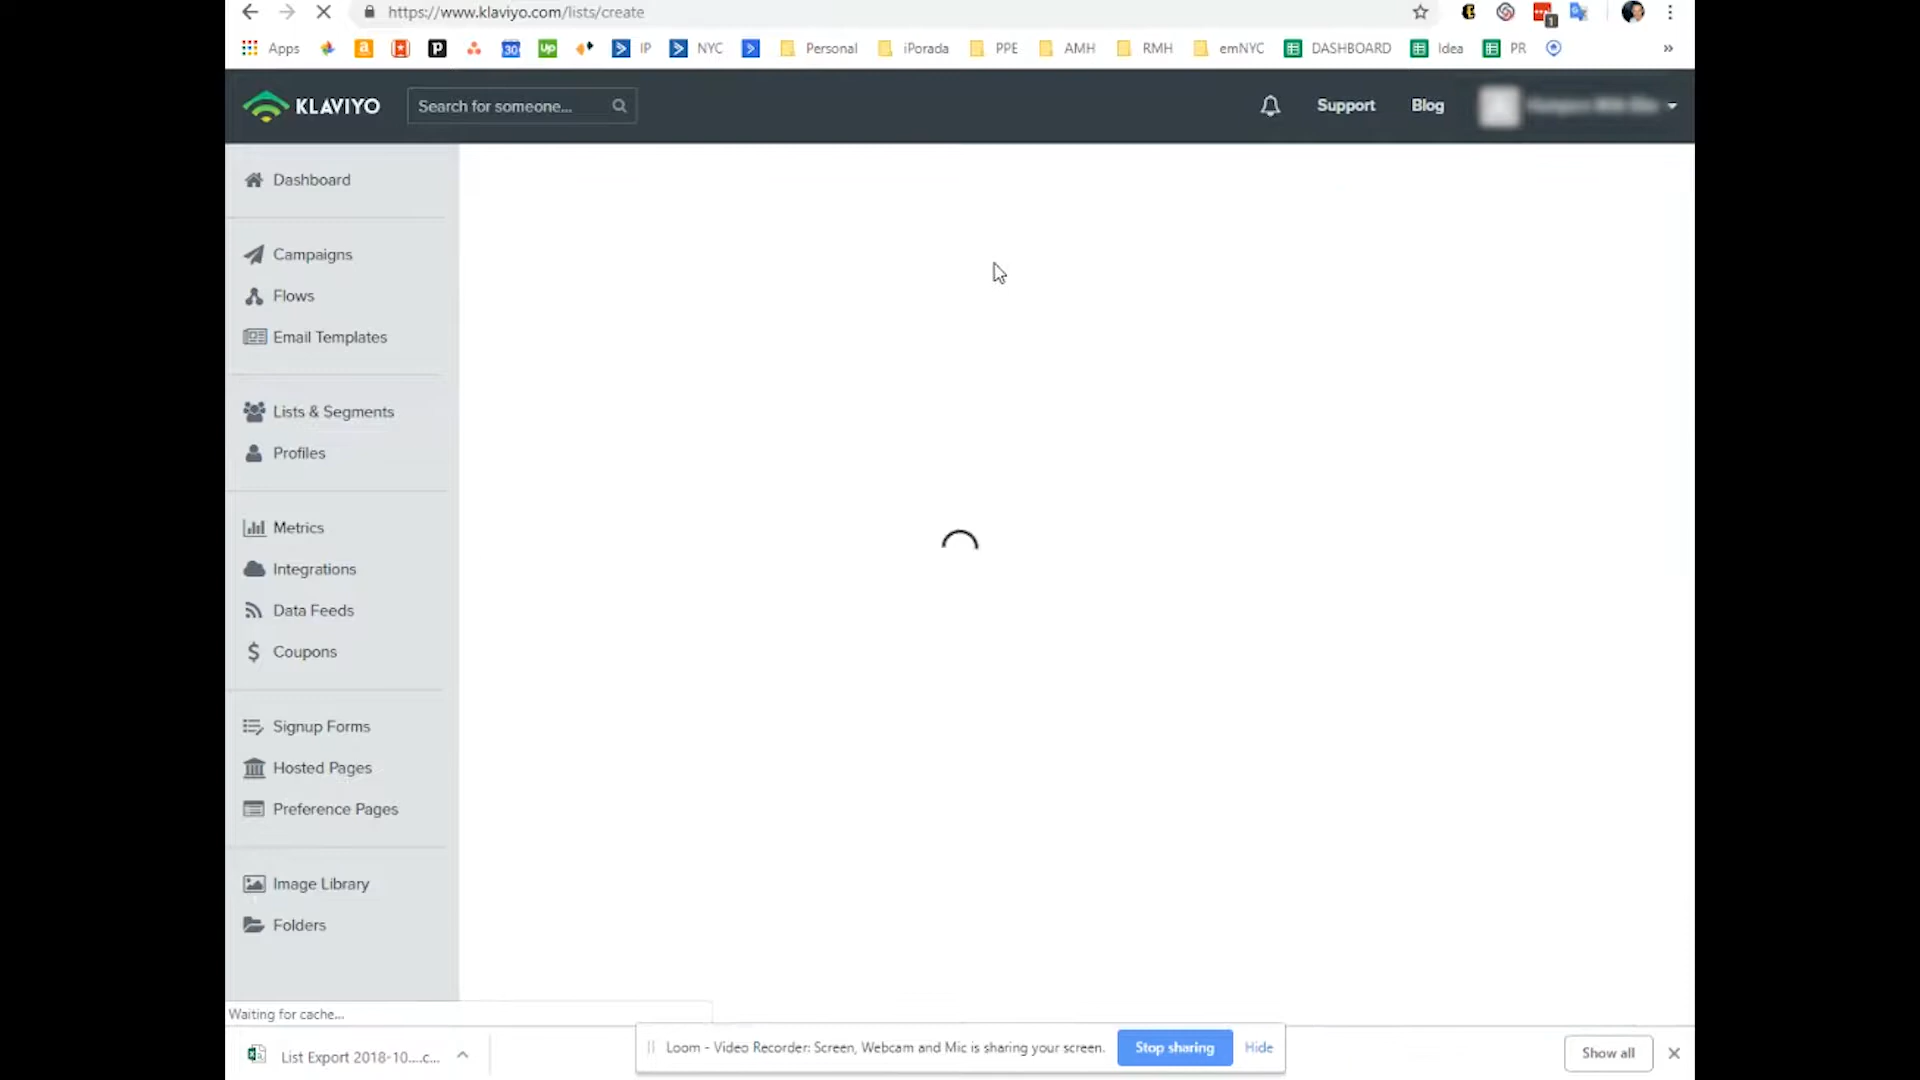 https://www.klaviyo.com/lists/create
1
Apps
a
P
30
up
IP
NYC
Personal
iPorada
PPE
AMH
RMH
emNYC
DASHBOARD
Idea
PR
»
KLAVIYO
Search for someone...
Support
Blog
Dashboard
Campaigns
Flows
Email Templates
Lists & Segments
Profiles
Metrics
Integrations
Data Feeds
Coupons
Signup Forms
Hosted Pages
Preference Pages
Image Library
Folders
Waiting for cache...
List Export 2018-10....c...
Loom - Video Recorder: Screen, Webcam and Mic is sharing your screen.
Stop sharing
Hide
Show all